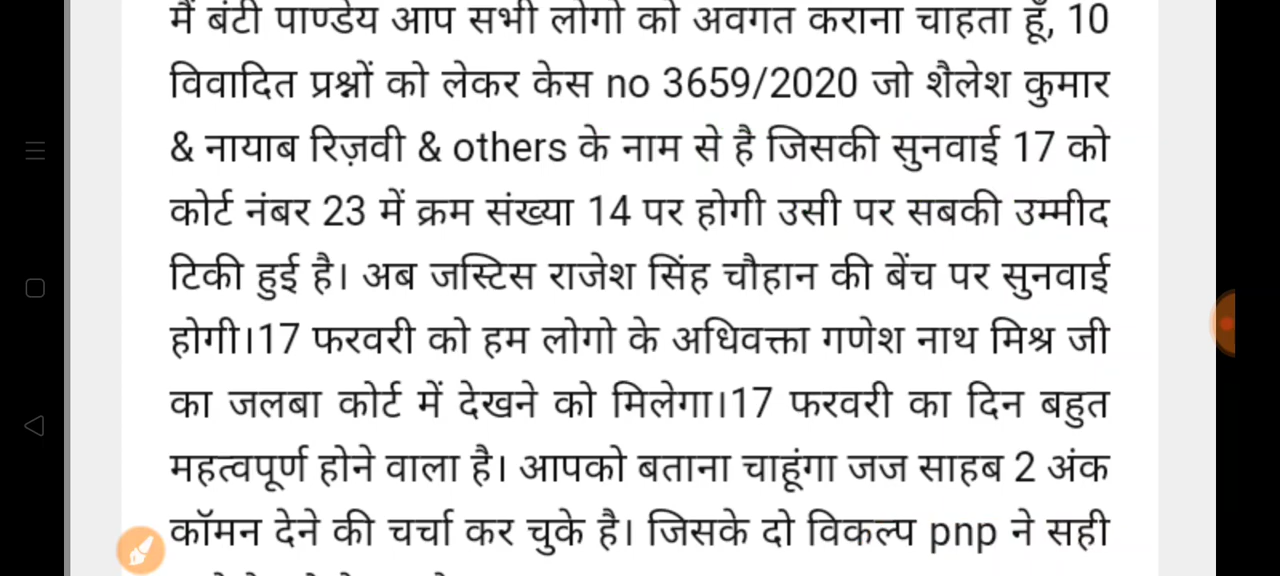 मैं बंटी पाण्डेय आप सभी लोगो को अवगत कराना चाहता हूँ, 10
विवादित प्रश्नों को लेकर केस no 3659/2020 जो शैलेश कुमार
& नायाब रिज़वी & others के नाम से है जिसकी सुनवाई 17 को
कोर्ट नंबर 23 में क्रम संख्या 14 पर होगी उसी पर सबकी उम्मीद
टिकी हुई है। अब जस्टिस राजेश सिंह चौहान की बेंच पर सुनवाई
होगी।17 फरवरी को हम लोगो के अधिवक्ता गणेश नाथ मिश्र जी
का जलबा कोर्ट में देखने को मिलेगा।17 फरवरी का दिन बहुत
महत्वपूर्ण होने वाला है। आपको बताना चाहूंगा जज साहब 2 अंक
कॉमन देने की चर्चा कर चुके है। जिसके दो विकल्प pnp ने सही